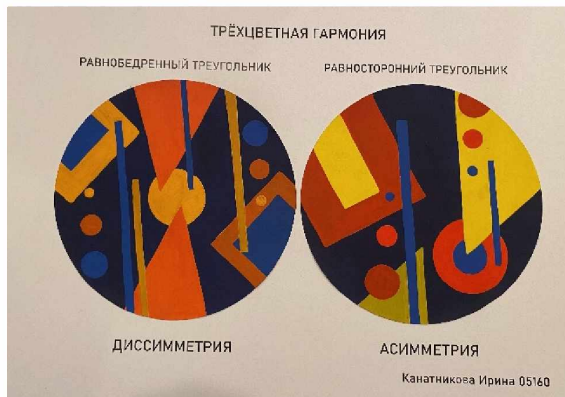 ТРЁХЦВЕТНАЯ ГАРМОНИЯ
РАВНОБЕДРЕННЫЙ ТРЕУГОЛЬНИК
РАВНОСТОРОННИЙ ТРЕУГОЛЬНИК
ДИССИММЕТРИЯ
АСИММЕТРИЯ
Канатникова Ирина 05160